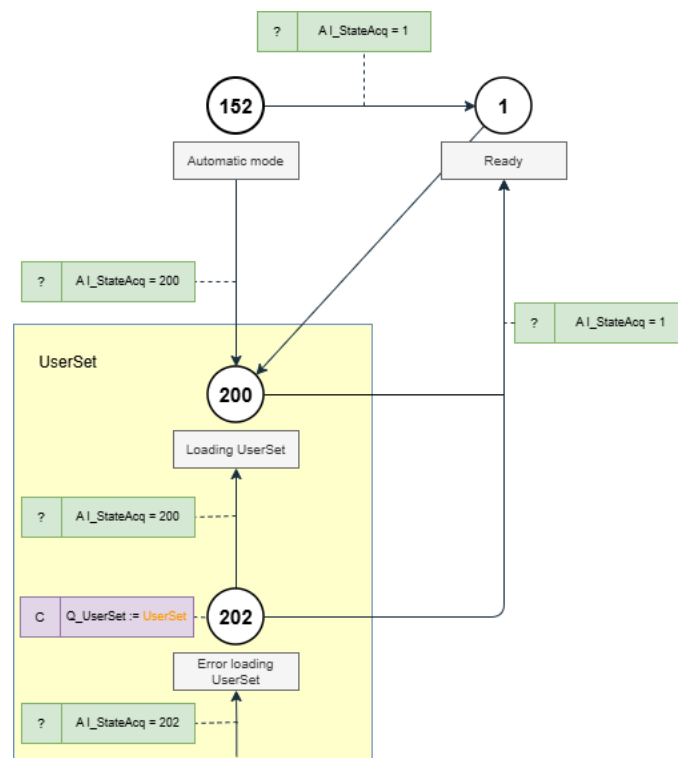 ? A I_StateAcq = 1
152 1
Automatic mode Ready
? A I_StateAcq = 200
? A I_StateAcq = 1
UserSet
200
Loading UserSet
? A I_StateAcq = 200
C Q_UserSet := UserSet
202
Error loading
UserSet
? A I_StateAcq = 202